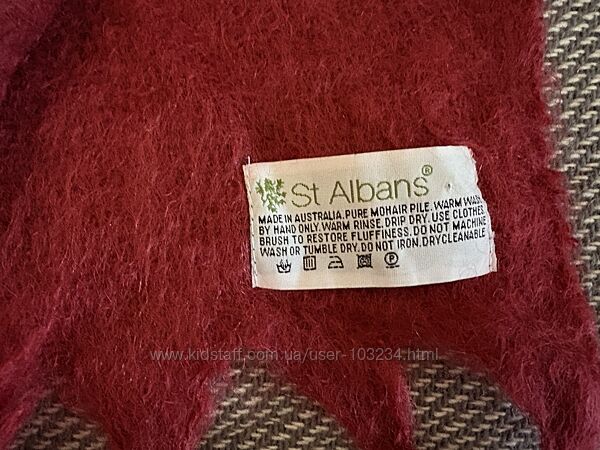 St Albans®
MADE IN AUSTRALIA. PURE MOHAIR PILE. WARM WASH
BY HAND ONLY. WARM RINSE. DRIP DRY. USE CLOTHES
BRUSH TO RESTORE FLUFFINESS. DO NOT MACHINE
WASH OR TUMBLE DRY. DO NOT IRON. DRYCLEANABLE
P
www.kidstaff.com.ua/user-103234.html